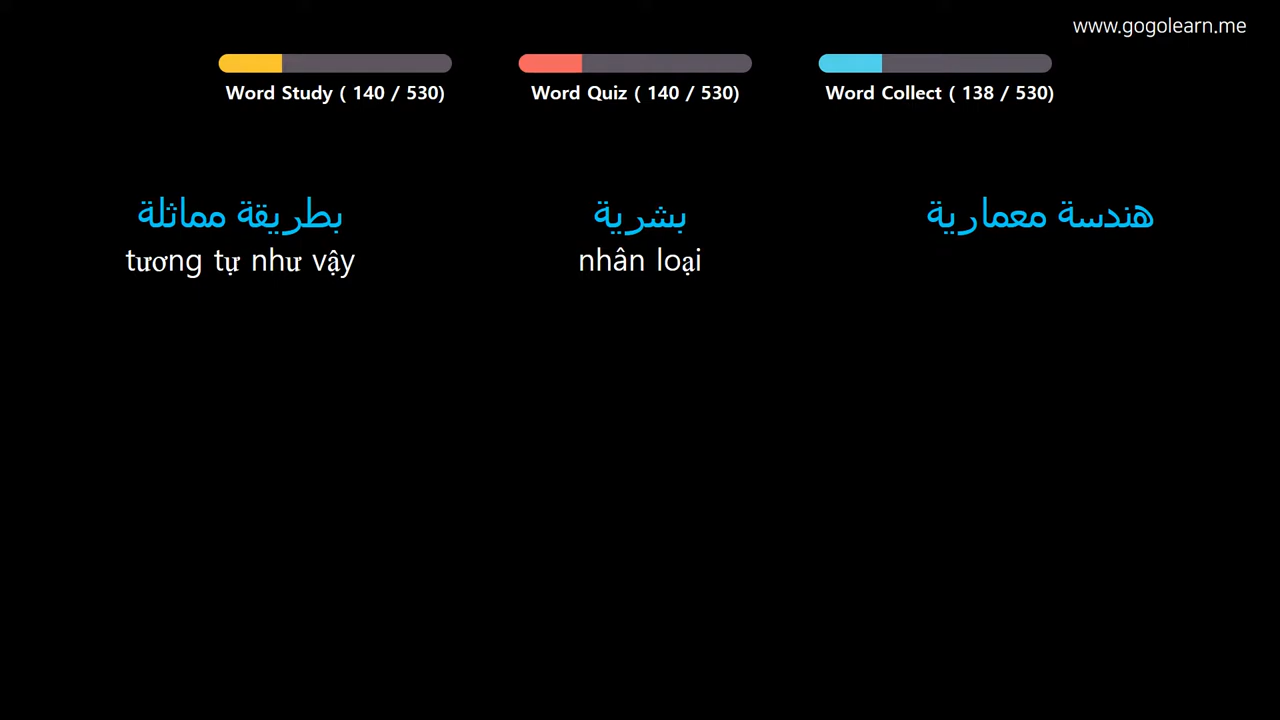 www.gogolearn.me
Word Study ( 140 / 530)
Word Quiz ( 140 / 530)
Word Collect ( 138 / 530)
بطريقة مماثلة
tương tự như vậy
بشرية
nhân loại
هندسة معمارية